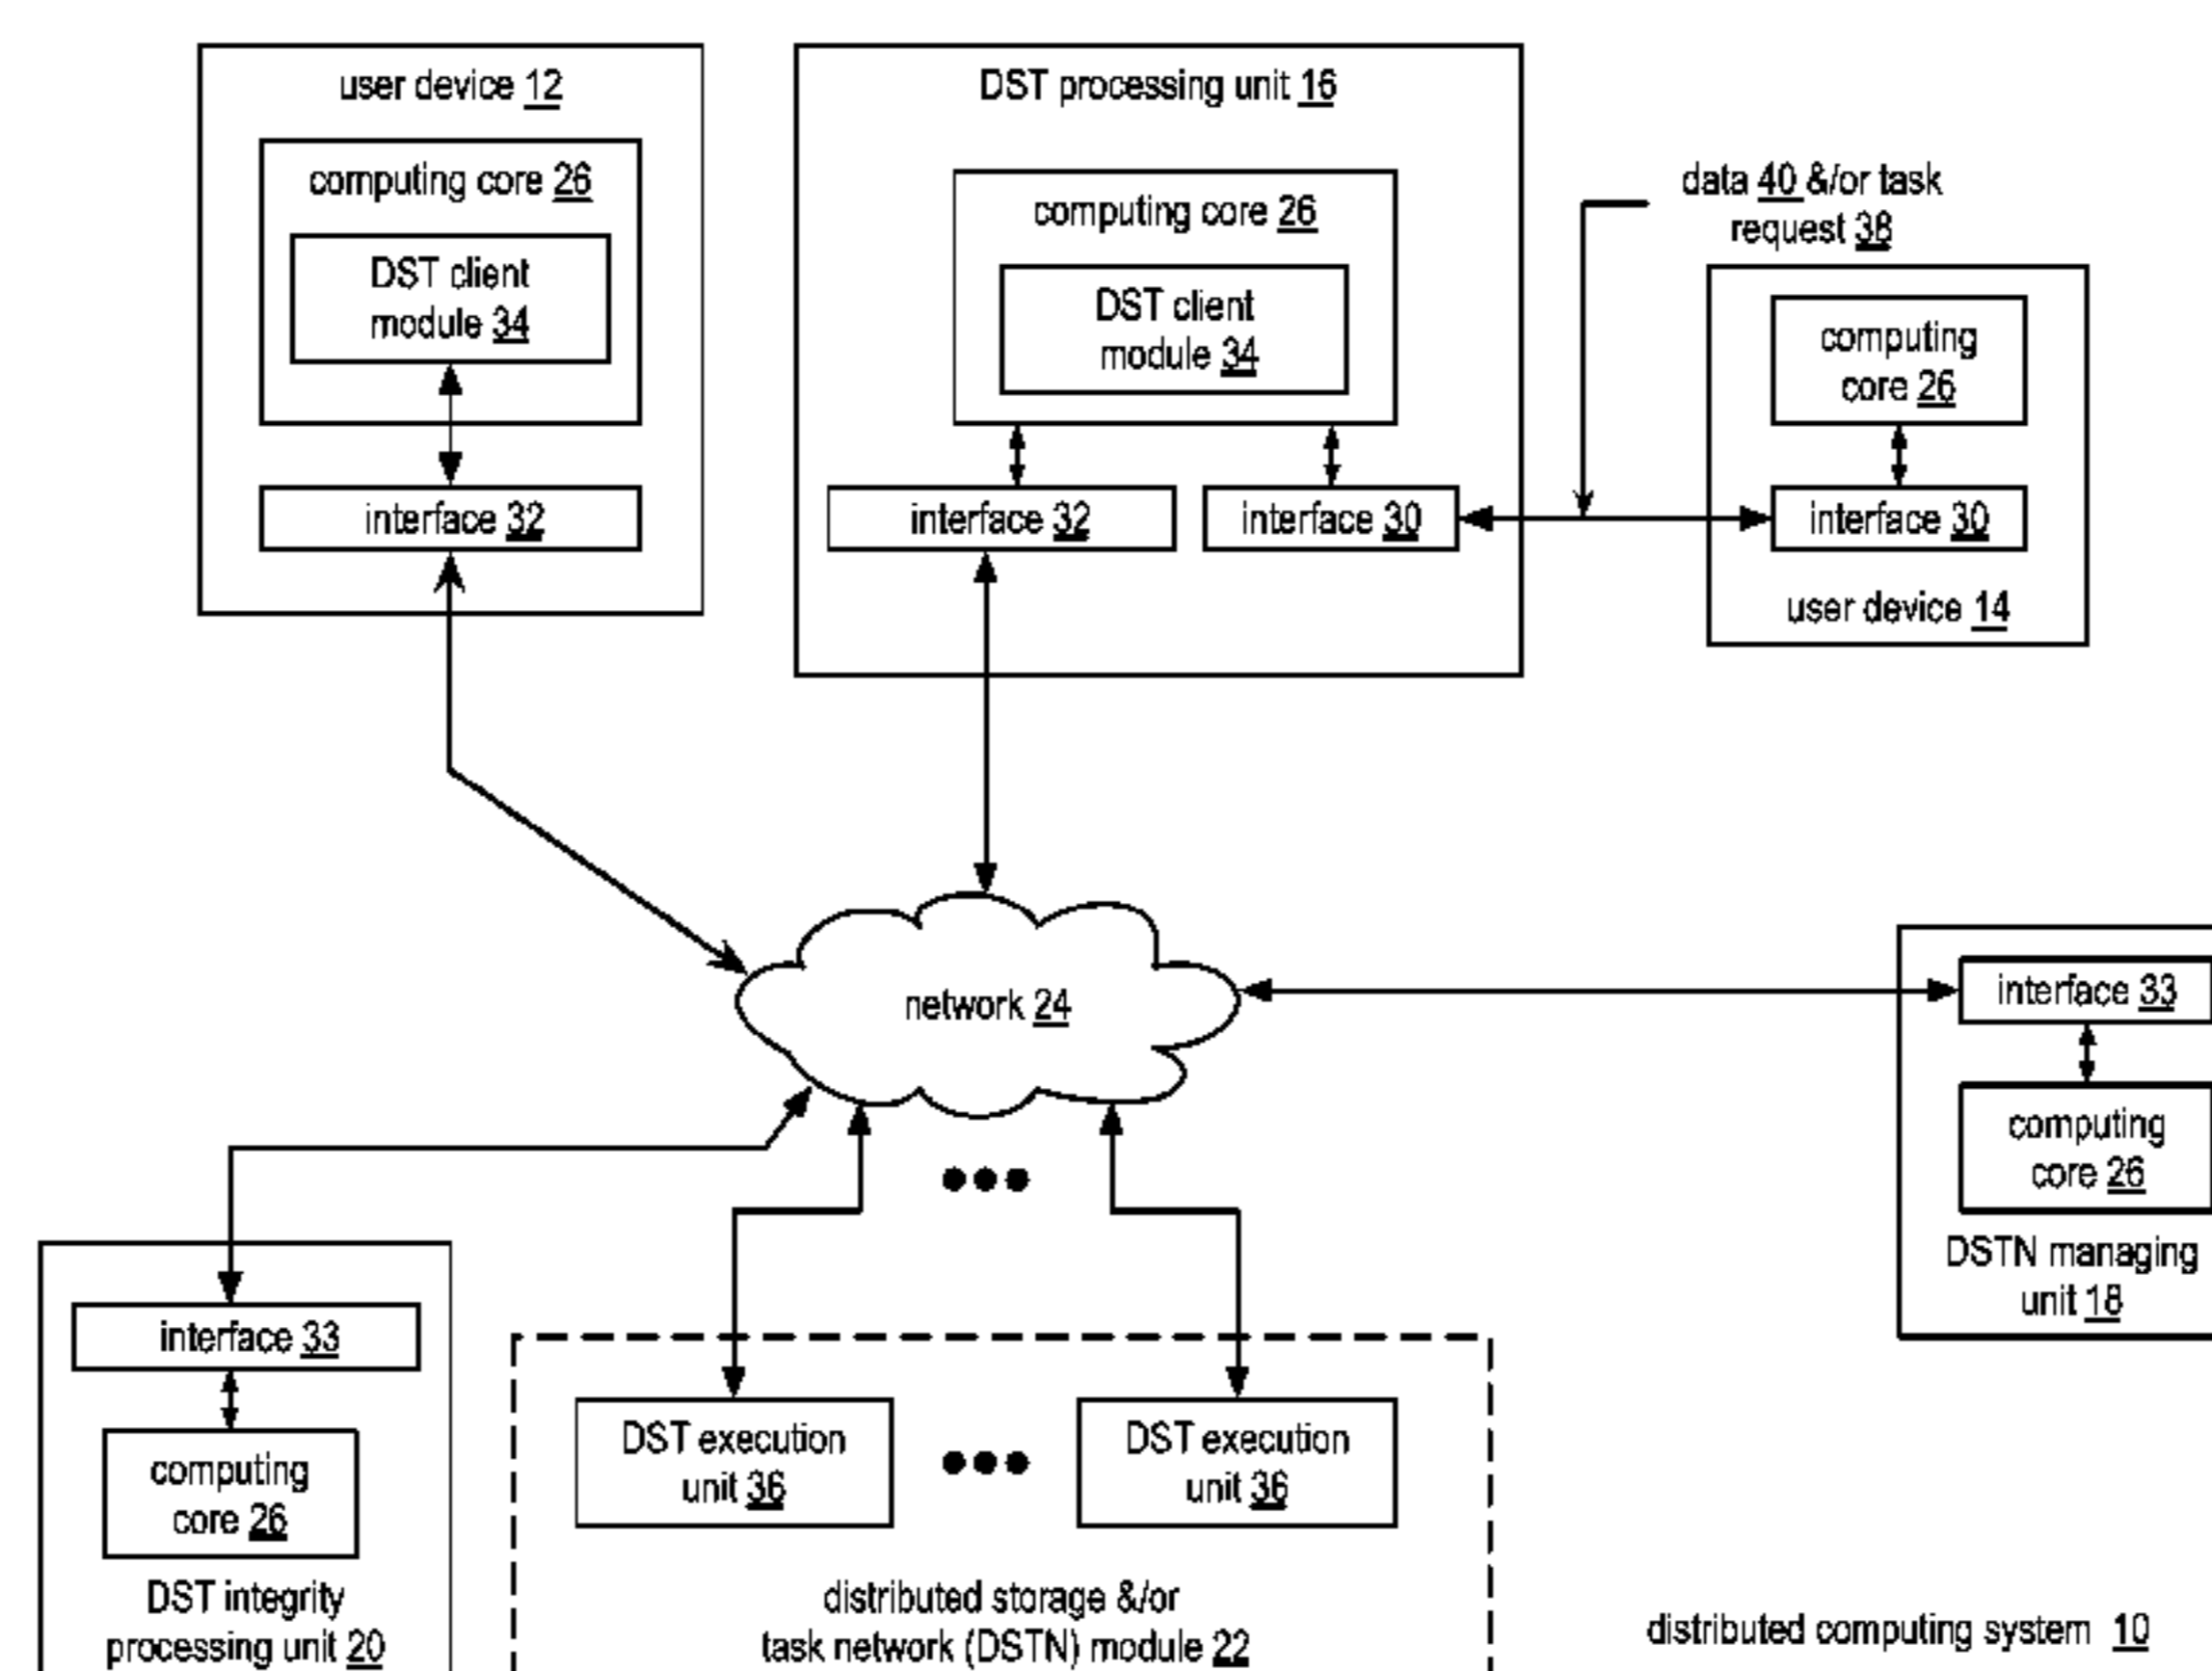 user device 12
computing core 26
DST client
module 34
interface 32
DST processing unit 16
computing core 26
DST client
module 34
interface 32
interface 30
data 40 &/or task
request 38
computing
core 26
interface 30
user device 14
network 24
interface 33
computing
core 26
DSTN managing
unit 18
interface 33
computing
core 26
DST integrity
processing unit 20
DST execution
unit 36
DST execution
unit 36
distributed storage &/or
task network (DSTN) module 22
distributed computing system 10